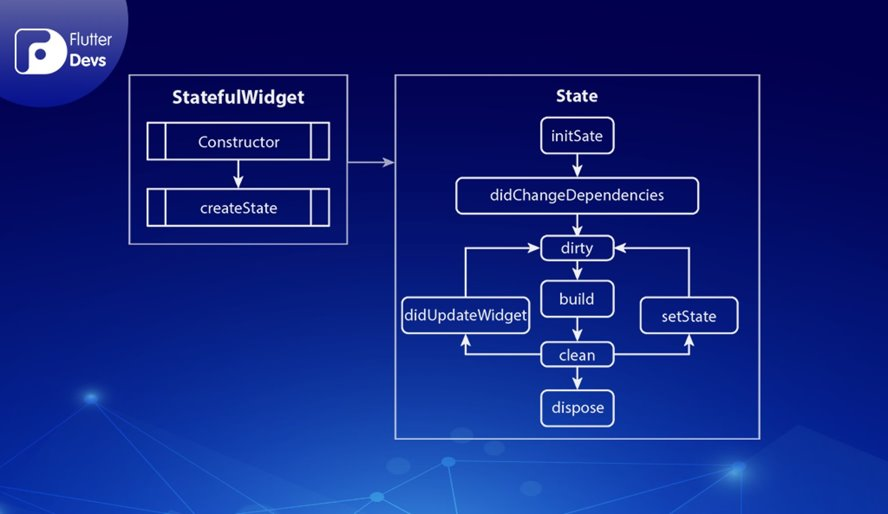 Flutter
Devs
StatefulWidget
Constructor
createState
State
initSate
didChangeDependencies
dirty
build
didUpdateWidget
setState
clean
dispose